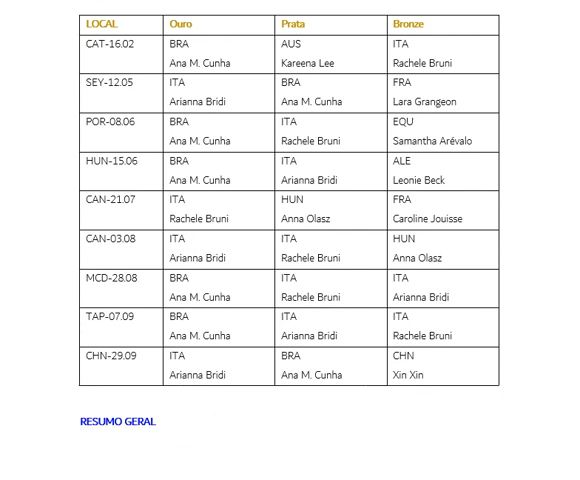 LOCAL Ouro Prata Bronze
CAT-16.02 BRA AUS ITA
Ana M. Cunha Kareena Lee Rachele Bruni
SEY-12.05 ITA BRA FRA
Arianna Bridi Ana M. Cunha Lara Grangeon
POR-08.06 BRA ITA EQU
Ana M. Cunha Rachele Bruni Samantha Arévalo
HUN-15.06 BRA ITA ALE
Ana M. Cunha Arianna Bridi Leonie Beck
CAN-21.07 ITA HUN FRA
Rachele Bruni Anna Olasz Caroline Jouisse
CAN-03.08 ITA ITA HUN
Arianna Bridi Rachele Bruni Anna Olasz
MCD-28.08 BRA ITA ITA
Ana M. Cunha Rachele Bruni Arianna Bridi
TAP-07.09 BRA ITA ITA
Ana M. Cunha Arianna Bridi Rachele Bruni
CHN-29.09 ITA BRA CHN
Arianna Bridi Ana M. Cunha Xin Xin
RESUMO GERAL